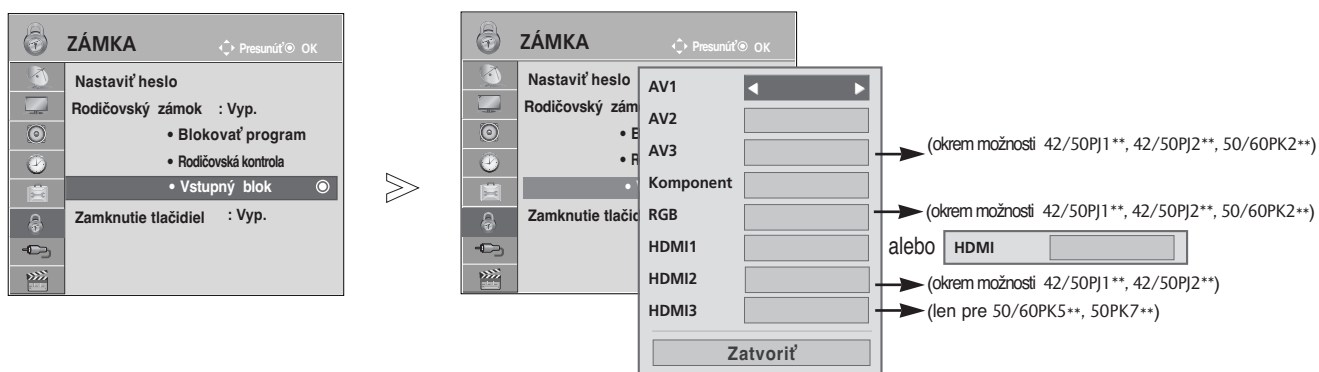 ZÁMKA
Presunúť OK
Nastaviť heslo
Rodičovský zámok : Vyp.
• Blokovať program
• Rodičovská kontrola
• Vstupný blok
Zamknutie tlačidiel : Vyp.
ZÁMKA
Presunúť OK
Nastaviť heslo
Rodičovský zám
• B
• R
Zamknutie tlačid
AV1
AV2
AV3
(okrem možnosti 42/50PJ1**, 42/50PJ2**, 50/60PK2**)
Komponent
RGB
(okrem možnosti 42/50PJ1**, 42/50PJ2**, 50/60PK2**)
HDMI1
alebo HDMI
HDMI2
(okrem možnosti 42/50PJ1**, 42/50PJ2**)
HDMI3
(len pre 50/60PK5**, 50PK7**)
Zatvoriť